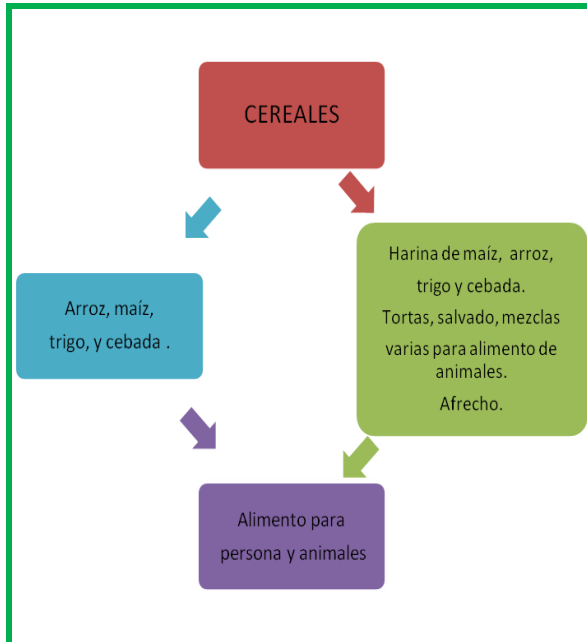 CEREALES
Arroz, maíz,
trigo, y cebada .
Harina de maíz, arroz,
trigo y cebada.
Tortas, salvado, mezclas
varias para alimento de
animales.
Afrecho.
Alimento para
persona y animales